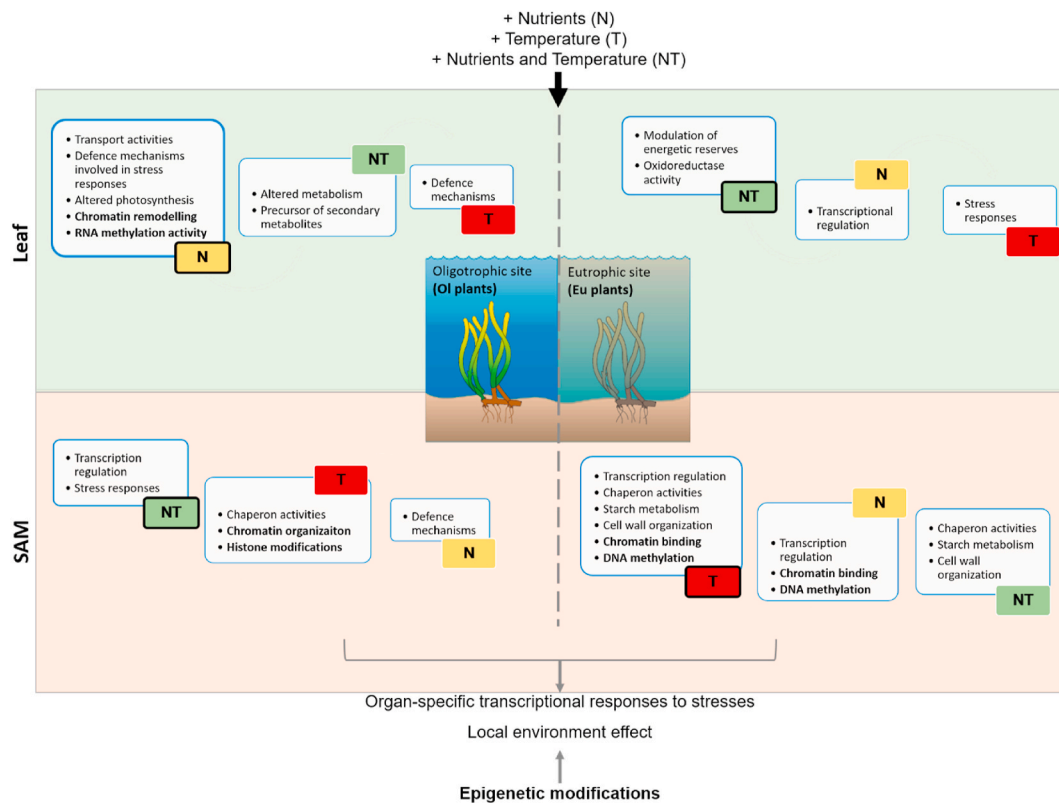 + Nutrients (N)
+ Temperature (T)
+ Nutrients and Temperature (NT)
Leaf
• Transport activities
• Defence mechanisms
involved in stress
responses
• Altered photosynthesis
• Chromatin remodelling
• RNA methylation activity
N
NT
• Altered metabolism
• Precursor of secondary
metabolites
• Defence
mechanisms
T
• Modulation of
energetic reserves
• Oxidoreductase
activity
NT
N
• Transcriptional
regulation
• Stress
responses
T
Oligotrophic site
(Ol plants)
Eutrophic site
(Eu plants)
SAM
• Transcription
regulation
• Stress responses
NT
T
• Chaperon activities
• Chromatin organizaiton
• Histone modifications
• Defence
mechanisms
N
• Transcription regulation
• Chaperon activities
• Starch metabolism
• Cell wall organization
• Chromatin binding
• DNA methylation
T
N
• Transcription
regulation
• Chromatin binding
• DNA methylation
• Chaperon activities
• Starch metabolism
• Cell wall
organization
NT
Organ-specific transcriptional responses to stresses
Local environment effect
Epigenetic modifications